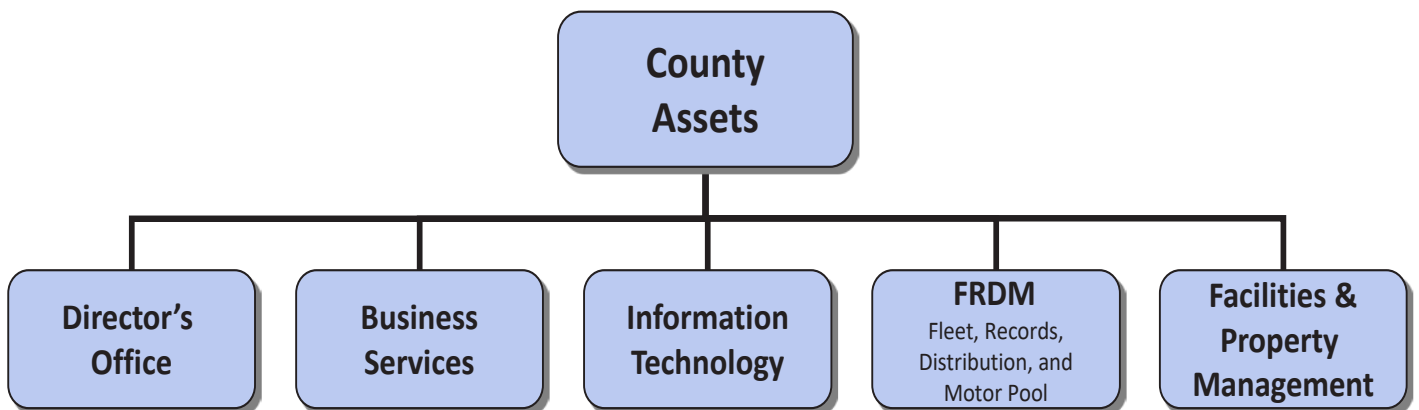 County
Assets
Director’s
Office
Business
Services
Information
Technology
FRDM
Fleet, Records,
Distribution, and
Motor Pool
Facilities &
Property
Management